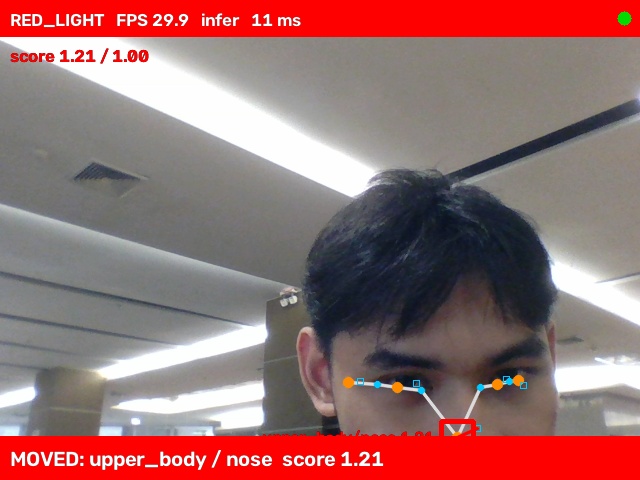 RED_LIGHT FPS 29.9 infer 11 ms
score 1.21 / 1.00
MOVED: upper_body / nose score 1.21